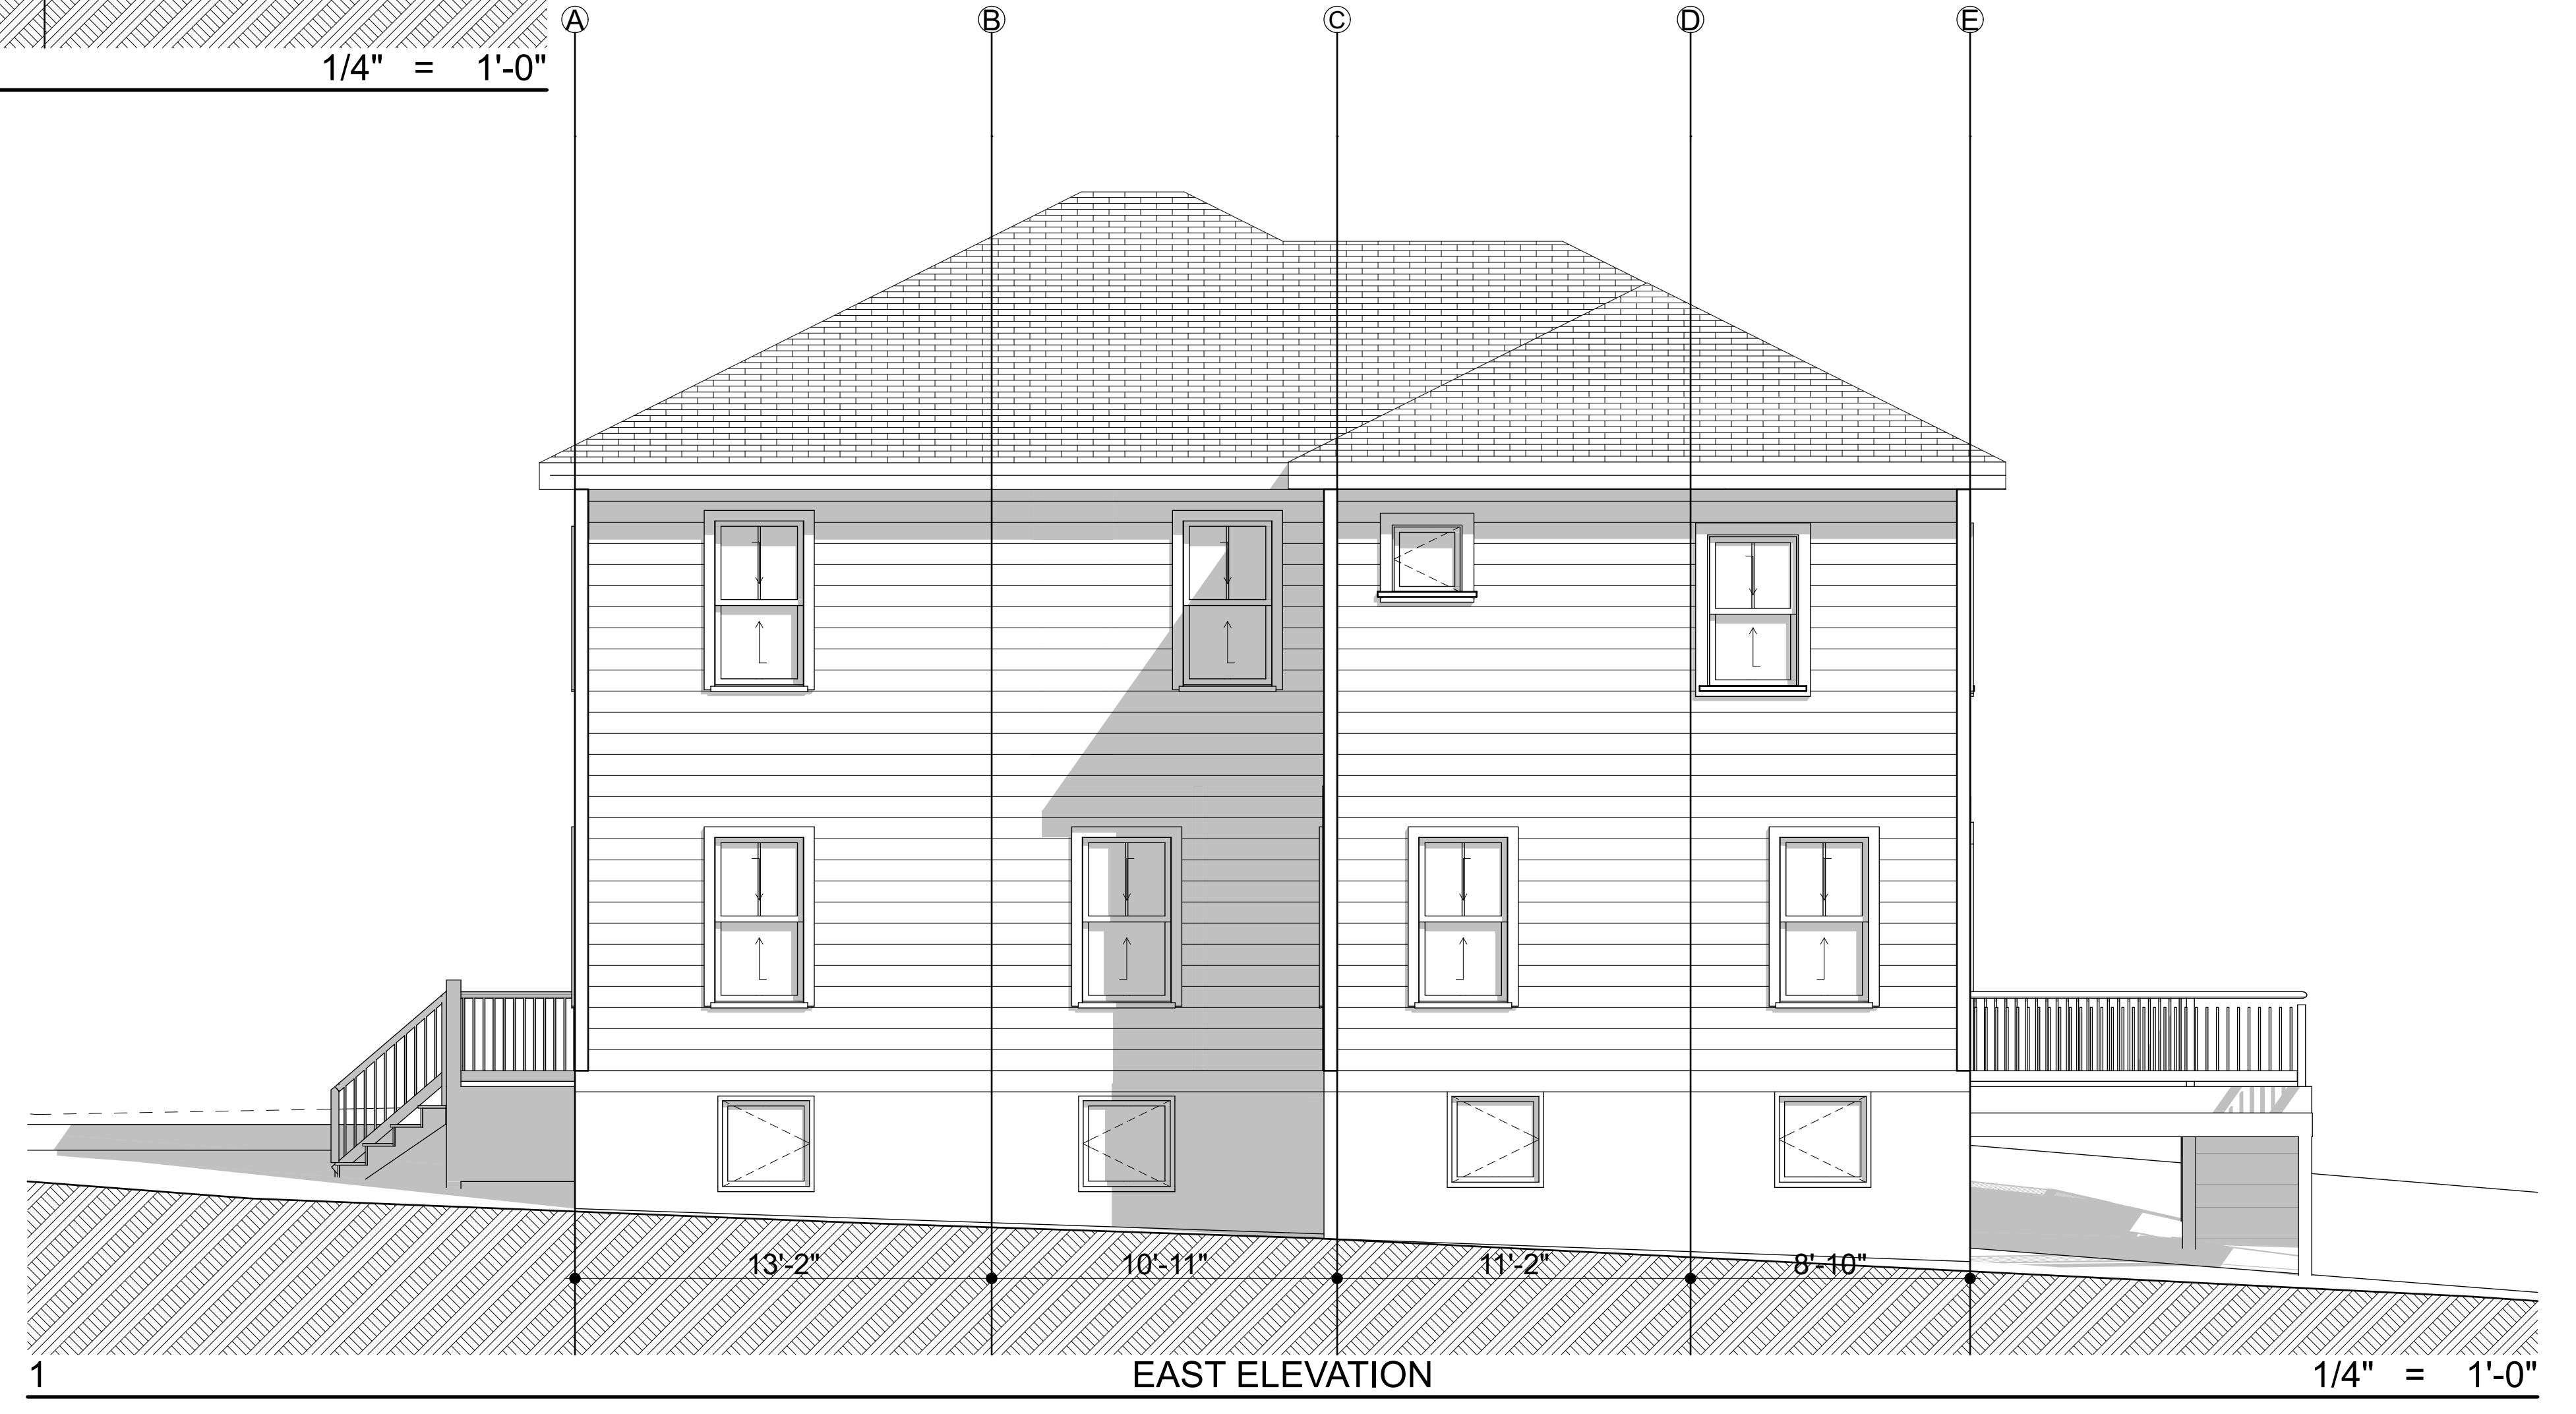 A B C D E
1/4" = 1'-0"
13'-2" 10'-11" 11'-2" 8'-10"
1 EAST ELEVATION 1/4" = 1'-0"